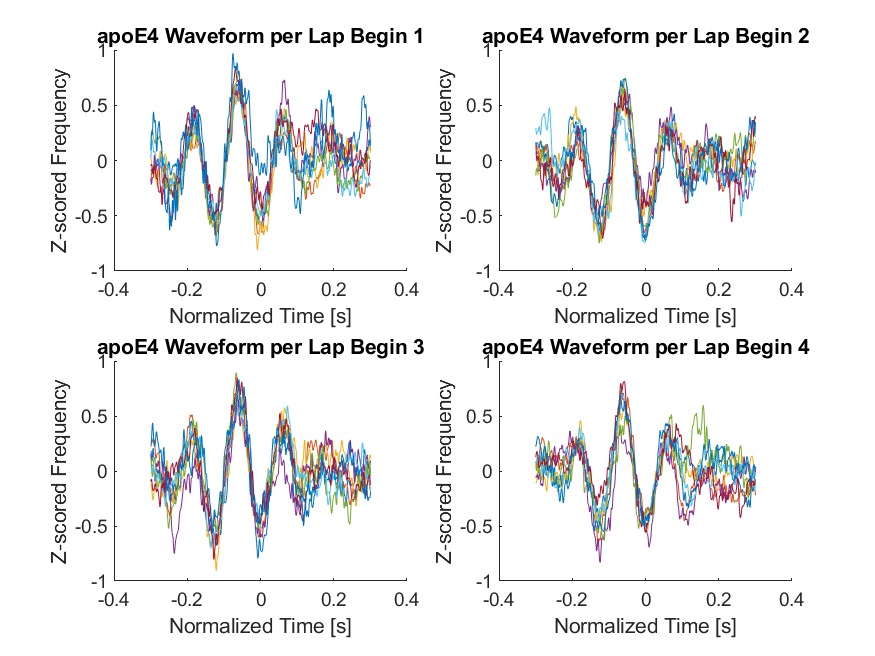 apoE4 Waveform per Lap Begin 1
1
0.5
0
-0.5
-1
Z-scored Frequency
-0.4 -0.2 0 0.2 0.4
Normalized Time [s]
apoE4 Waveform per Lap Begin 2
1
0.5
0
-0.5
-1
Z-scored Frequency
-0.4 -0.2 0 0.2 0.4
Normalized Time [s]
apoE4 Waveform per Lap Begin 3
1
0.5
0
-0.5
-1
Z-scored Frequency
-0.4 -0.2 0 0.2 0.4
Normalized Time [s]
apoE4 Waveform per Lap Begin 4
1
0.5
0
-0.5
-1
Z-scored Frequency
-0.4 -0.2 0 0.2 0.4
Normalized Time [s]